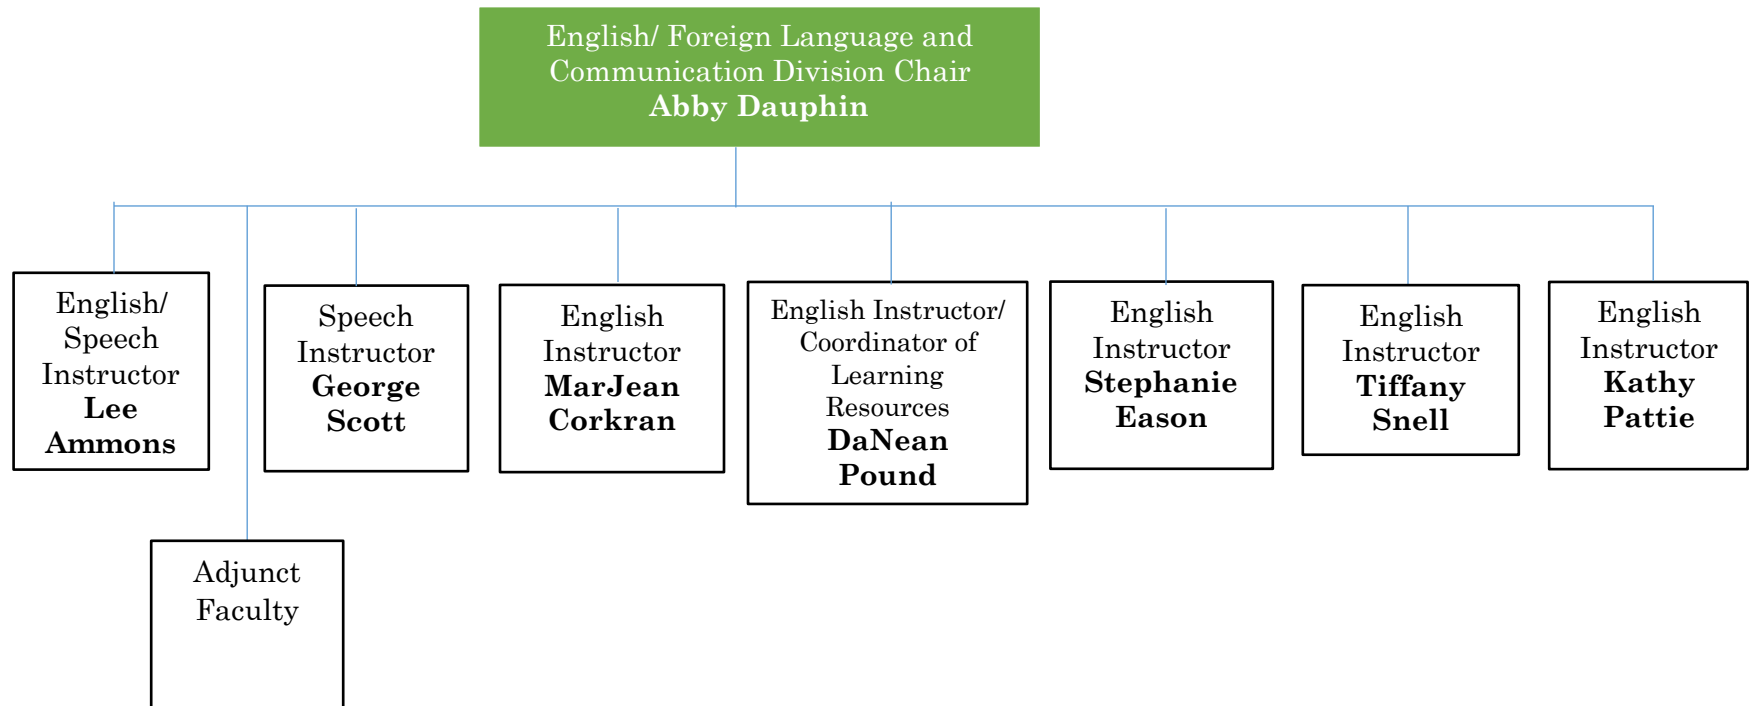 English/ Foreign Language and
Communication Division Chair
Abby Dauphin
English/
Speech
Instructor
Lee
Ammons
Speech
Instructor
George
Scott
English
Instructor
MarJean
Corkran
English Instructor/
Coordinator of
Learning
Resources
DaNean
Pound
English
Instructor
Stephanie
Eason
English
Instructor
Tiffany
Snell
English
Instructor
Kathy
Pattie
Adjunct
Faculty